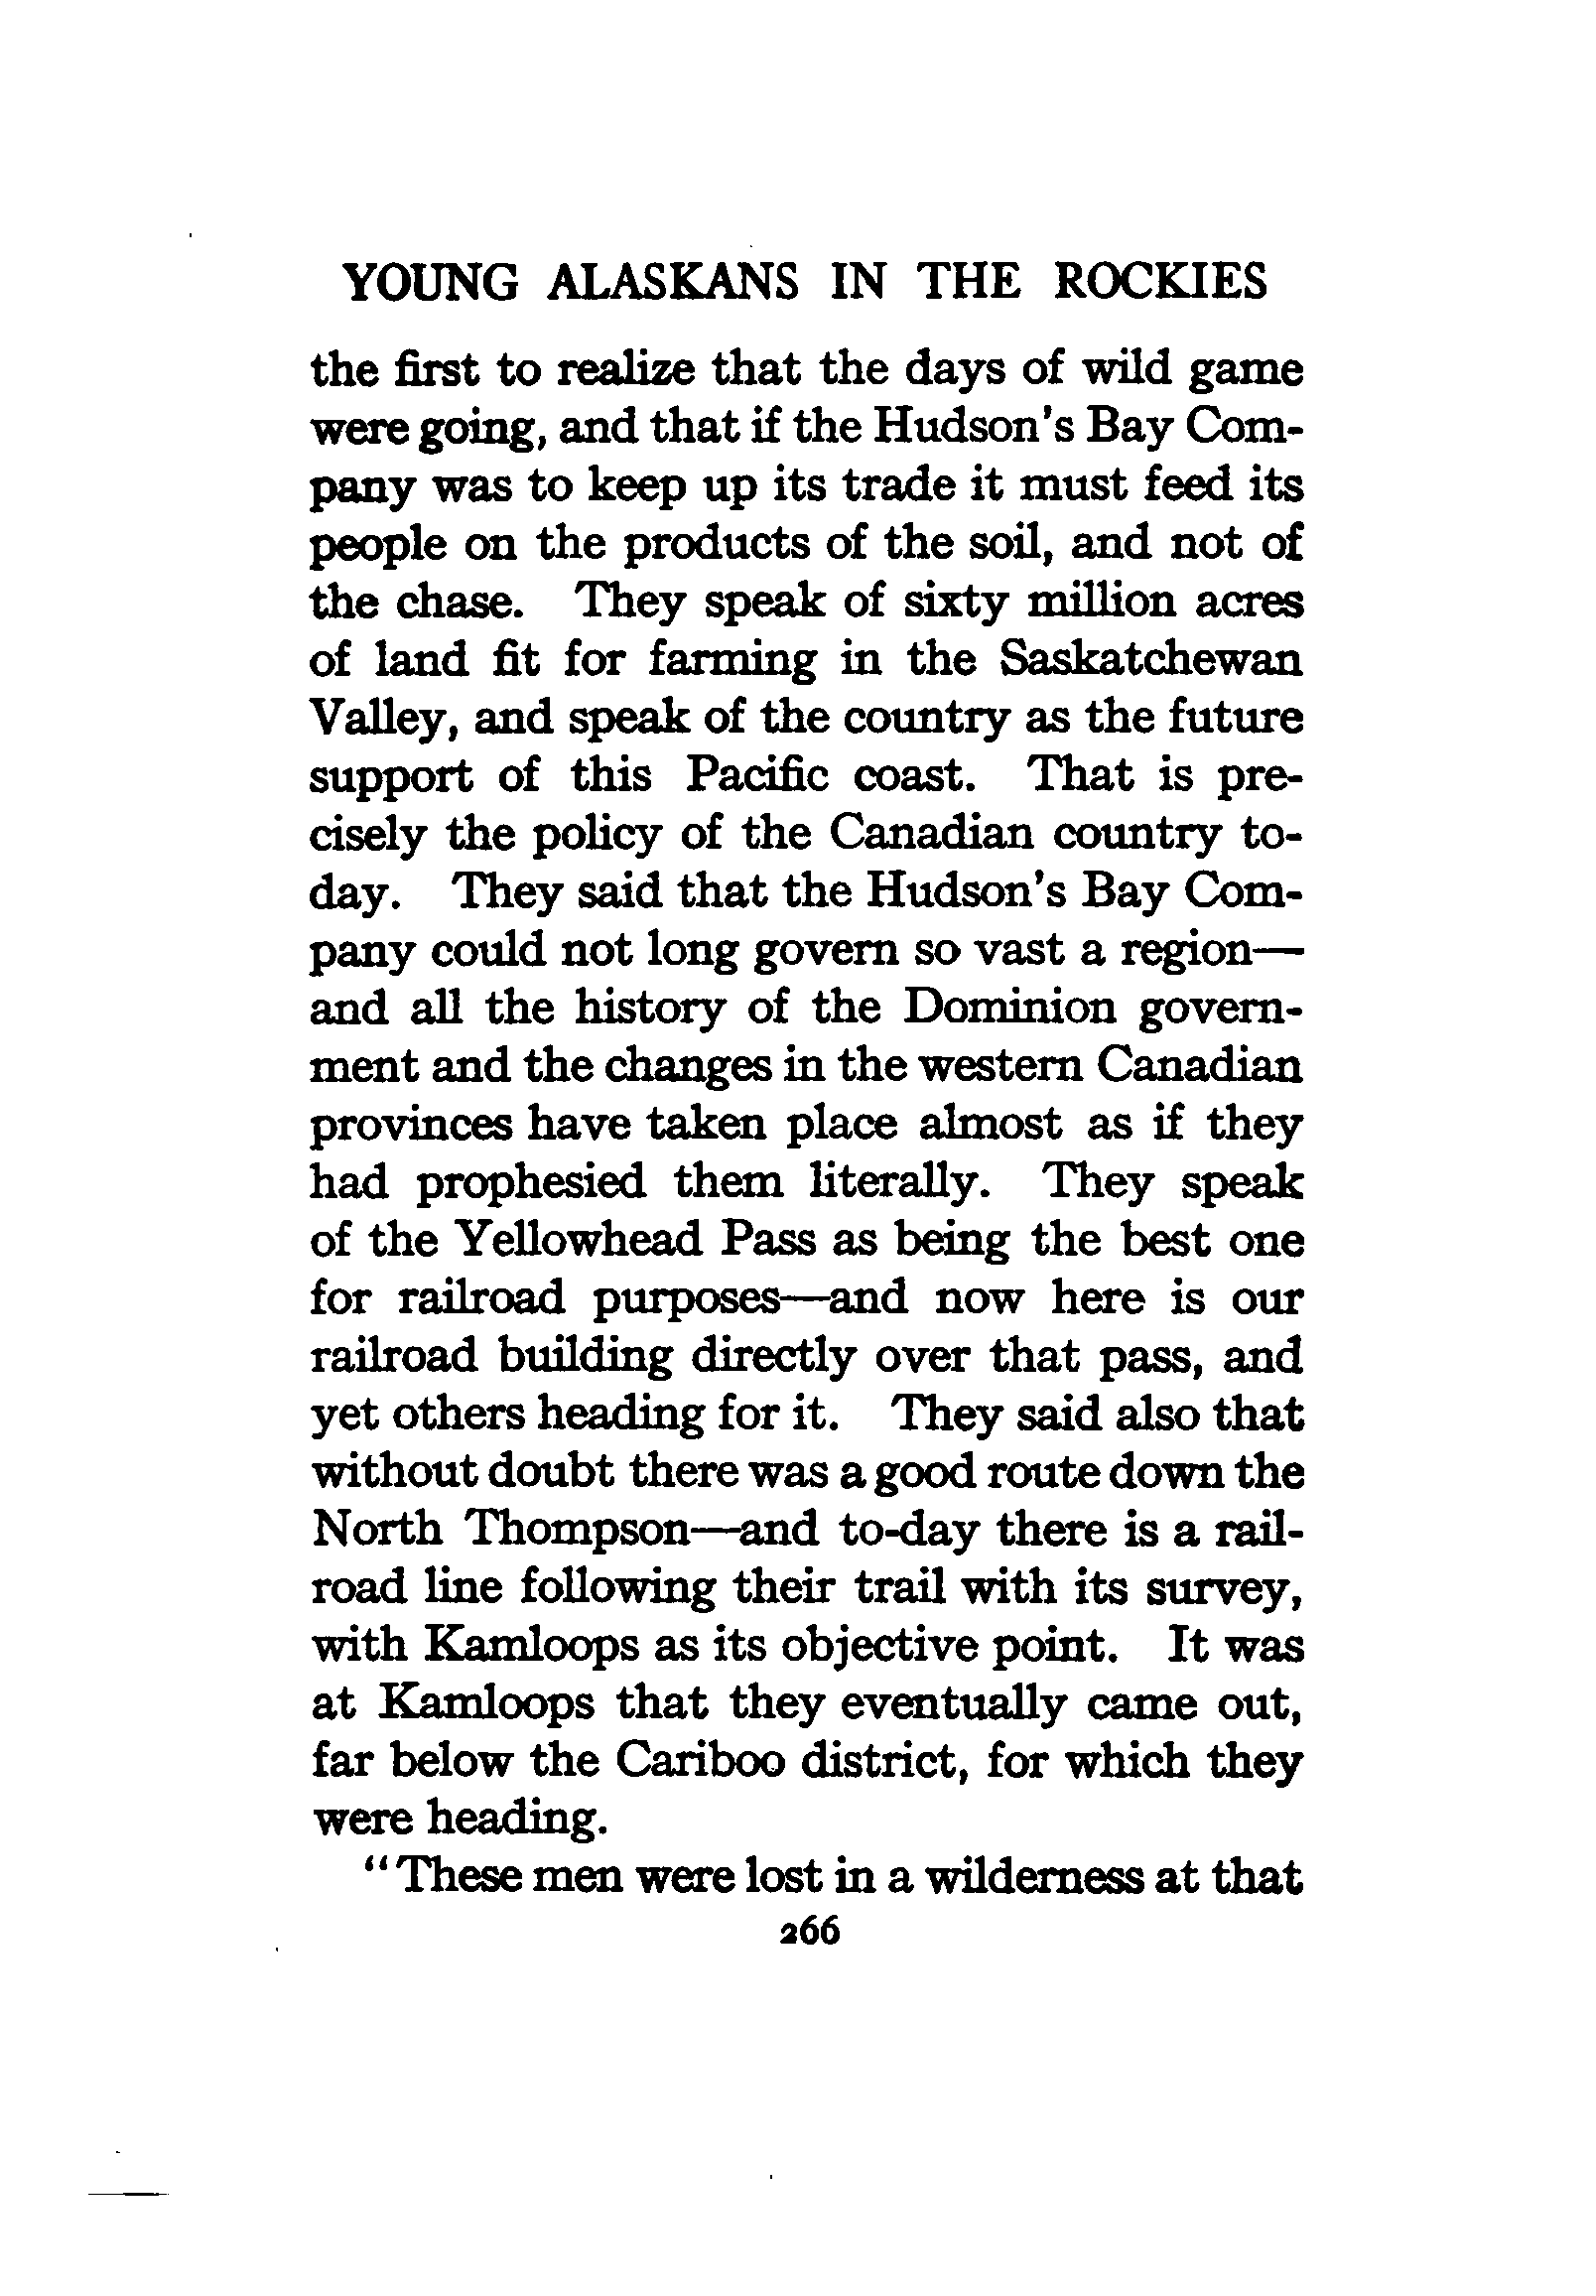 YOUNG ALASKANS IN THE ROCKIES
the first to realize that the days of wild game
were going, and that if the Hudson's Bay Com-
pany was to keep up its trade it must feed its
people on the products of the soil, and not of
the chase. They speak of sixty million acres
of land fit for farming in the Saskatchewan
Valley, and speak of the country as the future
support of this Pacific coast. That is pre-
cisely the policy of the Canadian country to-
day. They said that the Hudson's Bay Com-
pany could not long govern so vast a region—
and all the history of the Dominion govern-
ment and the changes in the western Canadian
provinces have taken place almost as if they
had prophesied them literally. They speak
of the Yellowhead Pass as being the best one
for railroad purposes—and now here is our
railroad building directly over that pass, and
yet others heading for it. They said also that
without doubt there was a good route down the
North Thompson—and to-day there is a rail-
road line following their trail with its survey,
with Kamloops as its objective point. It was
at Kamloops that they eventually came out,
far below the Cariboo district, for which they
were heading.
“These men were lost in a wilderness at that
266